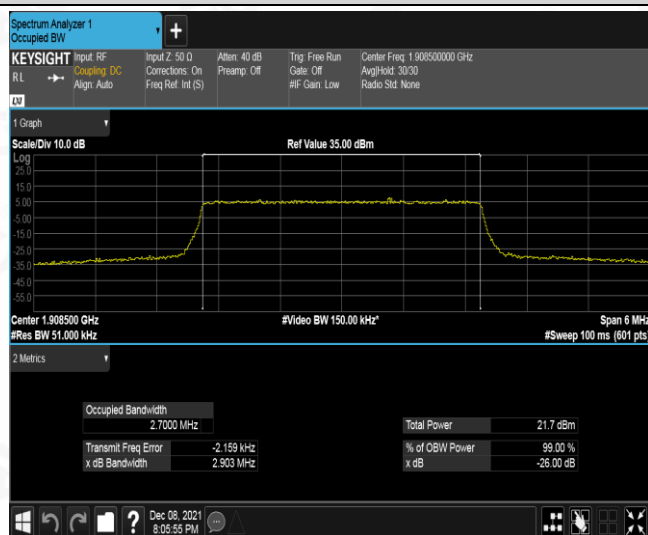 Spectrum Analyzer 1
Occupied BW
KEYSIGHT
RL
LXI
Input: RF
Coupling: DC
Align: Auto
Input Z: 50 Ω
Corrections: On
Freq Ref: Int (S)
Atten: 40 dB
Preamp: Off
Trig: Free Run
Gate: Off
#IF Gain: Low
Center Freq: 1.908500000 GHz
Avg|Hold: 30/30
Radio Std: None
1 Graph
Scale/Div 10.0 dB
Ref Value 35.00 dBm
Log
25.0
15.0
5.00
-5.00
-15.0
-25.0
-35.0
-45.0
-55.0
Center 1.908500 GHz
#Video BW 150.00 kHz*
Span 6 MHz
#Res BW 51.000 kHz
#Sweep 100 ms (601 pts)
2 Metrics
Occupied Bandwidth
2.7000 MHz
Total Power 21.7 dBm
Transmit Freq Error -2.159 kHz
% of OBW Power 99.00 %
x dB Bandwidth 2.903 MHz
x dB -26.00 dB
?
Dec 08, 2021
8:05:55 PM